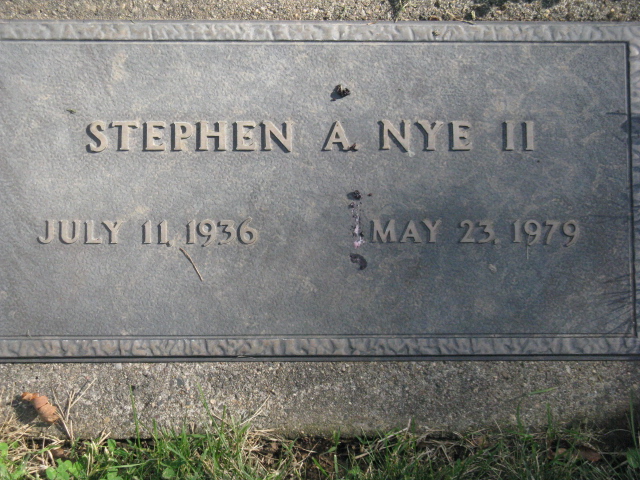 STEPHEN A. NYE II
JULY 11, 1936 MAY 23, 1979